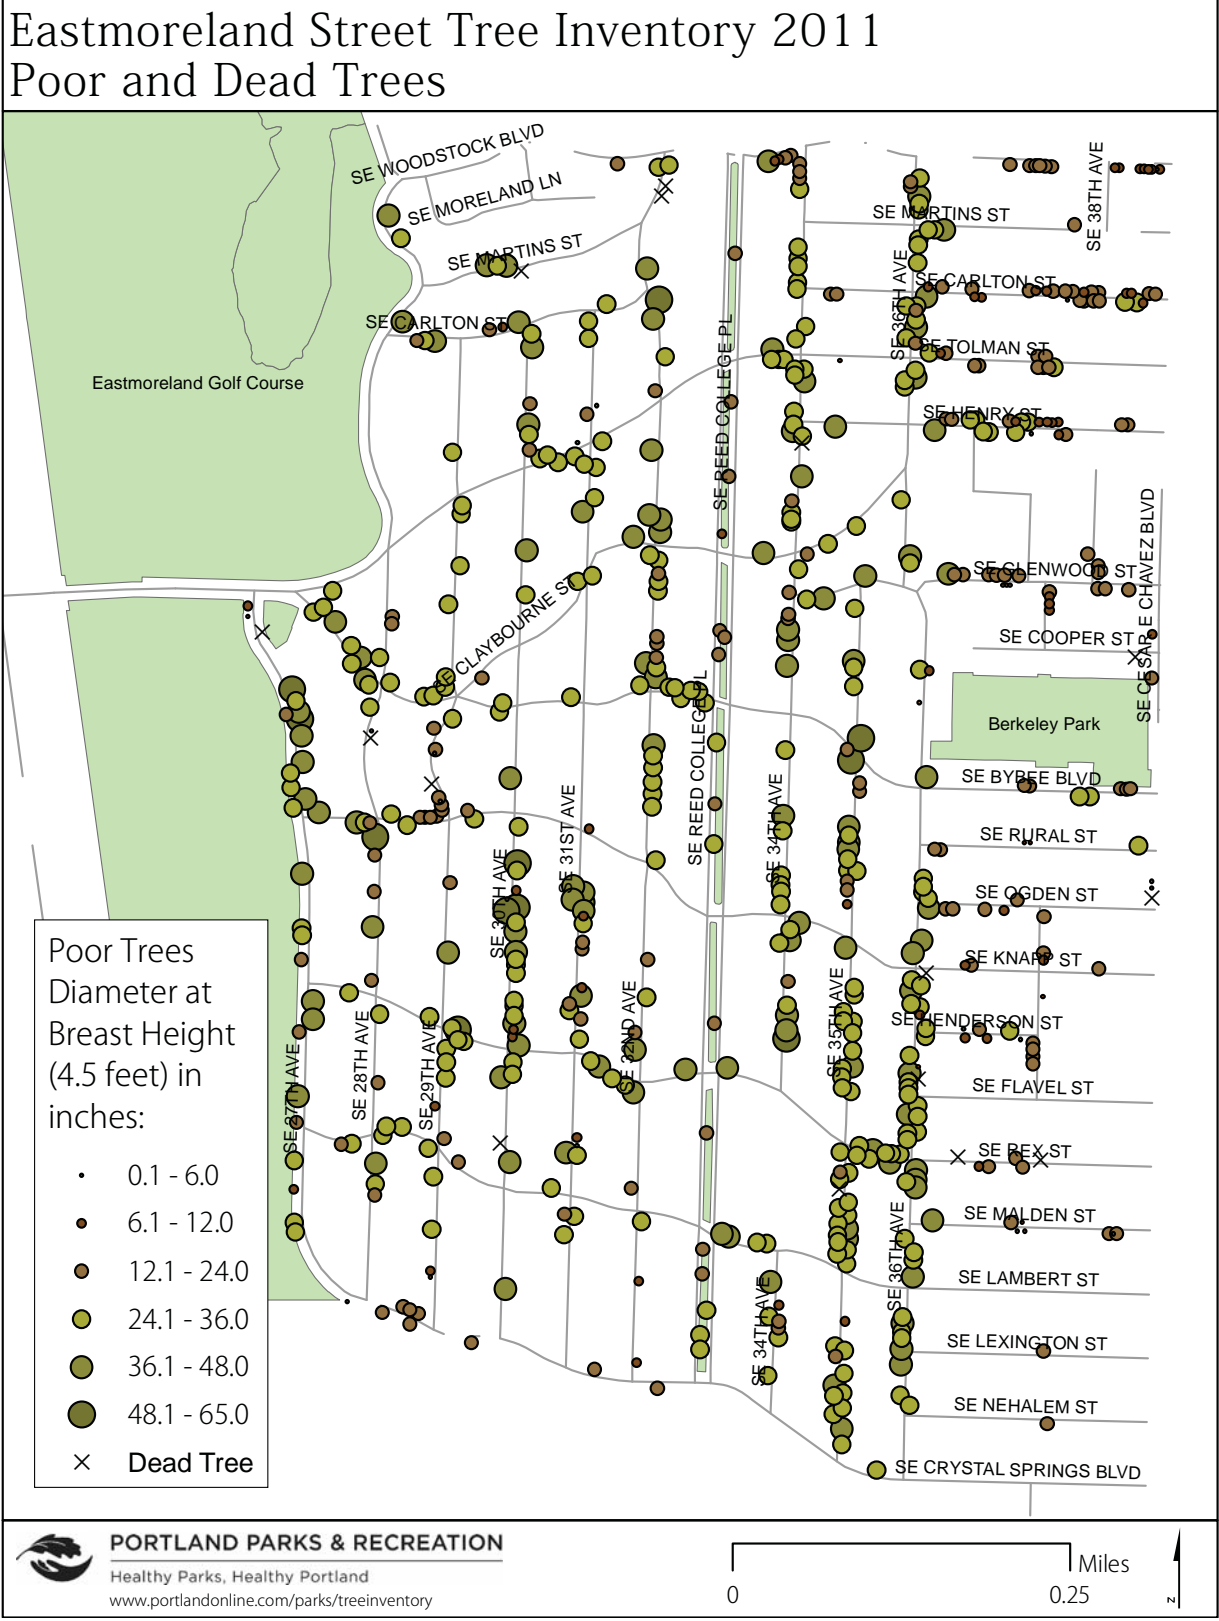 Eastmoreland Street Tree Inventory 2011
Poor and Dead Trees
SE WOODSTOCK BLVD
SE MORELAND LN
SE MARTINS ST
SE CARLTON ST
SE 38TH AVE
SE MARTINS ST
SE 36TH AVE
SE CARLTON ST
SE TOLMAN ST
SE HENRY ST
SE REED COLLEGE PL
Eastmoreland Golf Course
SE CLAYBOURNE ST
SE GLENWOOD ST
SE COOPER ST
SE CESAR E CHAVEZ BLVD
Berkeley Park
SE REED COLLEGE PL
SE BYBEE BLVD
SE RURAL ST
SE 34TH AVE
SE 31ST AVE
SE 30TH AVE
SE OGDEN ST
SE KNAPP ST
SE HENDERSON ST
SE 35TH AVE
SE 32ND AVE
SE 29TH AVE
SE 28TH AVE
SE 27TH AVE
SE FLAVEL ST
SE REX ST
SE MALDEN ST
SE 36TH AVE
SE LAMBERT ST
SE 34TH AVE
SE LEXINGTON ST
SE NEHALEM ST
SE CRYSTAL SPRINGS BLVD
Poor Trees
Diameter at
Breast Height
(4.5 feet) in
inches:
0.1 - 6.0
6.1 - 12.0
12.1 - 24.0
24.1 - 36.0
36.1 - 48.0
48.1 - 65.0
Dead Tree
PORTLAND PARKS & RECREATION
Healthy Parks, Healthy Portland
www.portlandonline.com/parks/treeinventory
Miles
0 0.25
N